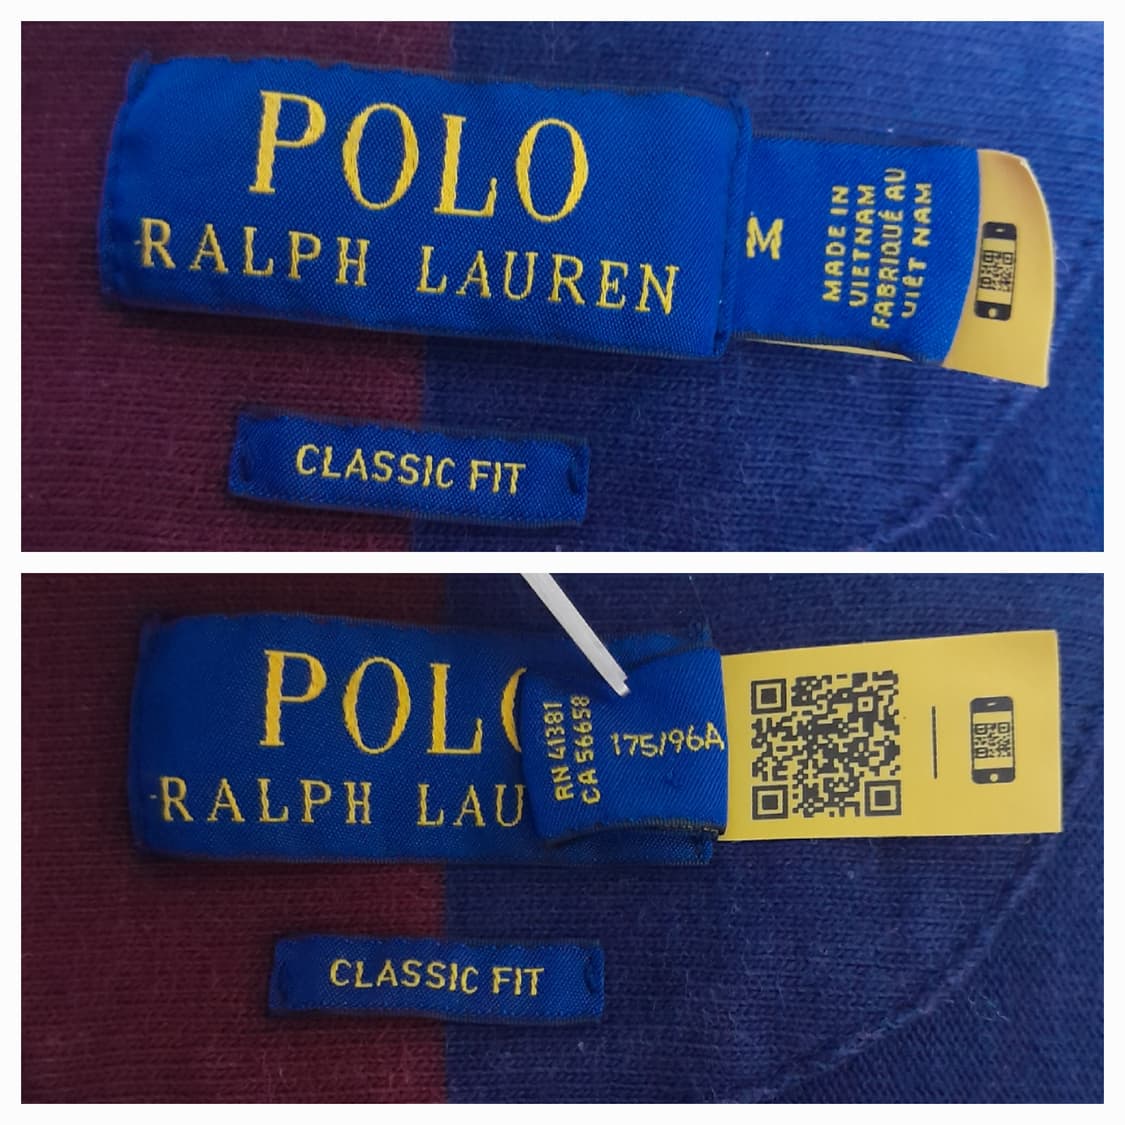 POLO
RALPH LAUREN
M
MADE IN
VIETNAM
FABRIQUÉ AU
VIÊT NAM
CLASSIC FIT
POLO
RALPH LAU
RN 41381
CA 56658
175/96A
CLASSIC FIT